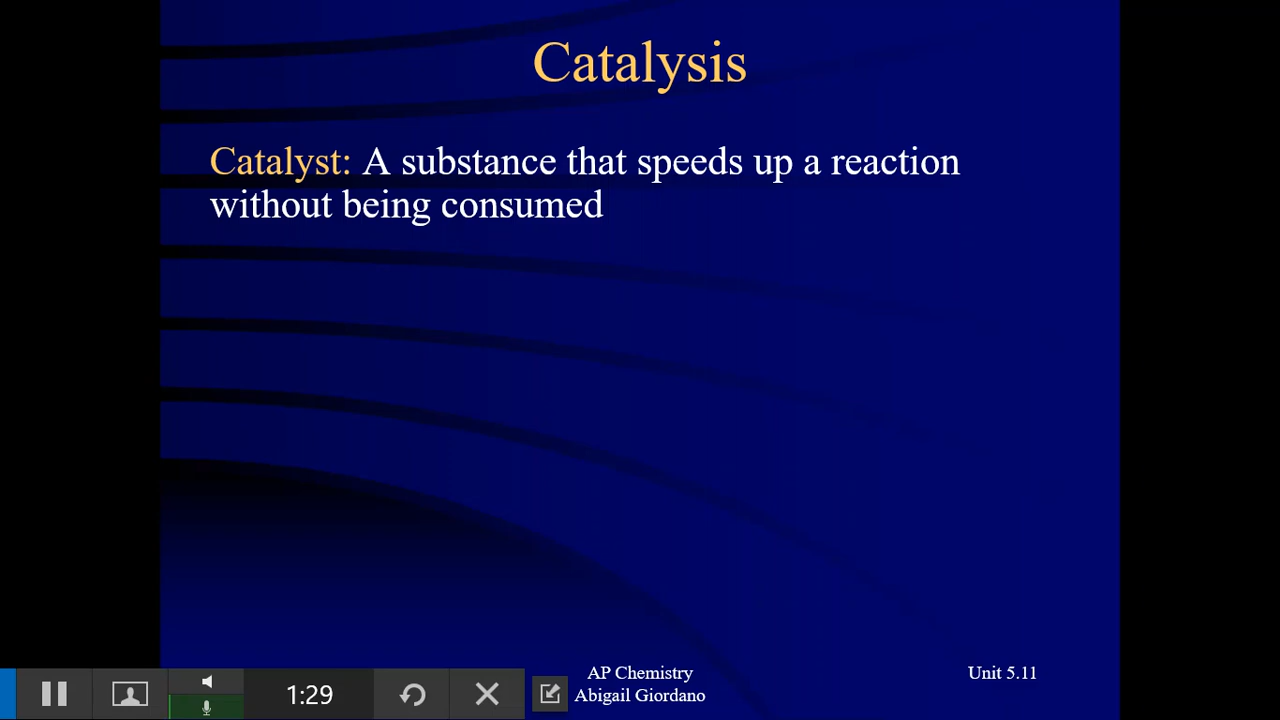 Catalysis
Catalyst: A substance that speeds up a reaction
without being consumed
1:29
AP Chemistry
Abigail Giordano
Unit 5.11